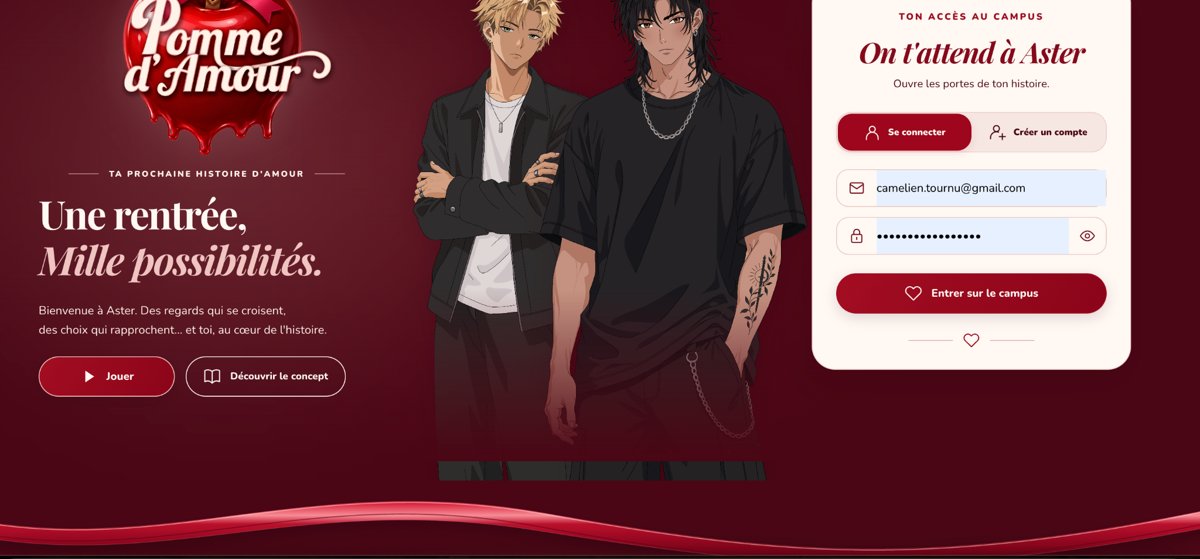 Pomme
d'Amour
TA PROCHAINE HISTOIRE D'AMOUR
Une rentrée,
Mille possibilités.
Bienvenue à Aster. Des regards qui se croisent,
des choix qui rapprochent... et toi, au cœur de l'histoire.
Jouer
Découvrir le concept
TON ACCÈS AU CAMPUS
On t'attend à Aster
Ouvre les portes de ton histoire.
Se connecter
Créer un compte
camelien.tournu@gmail.com
•••••••••••••••••
Entrer sur le campus